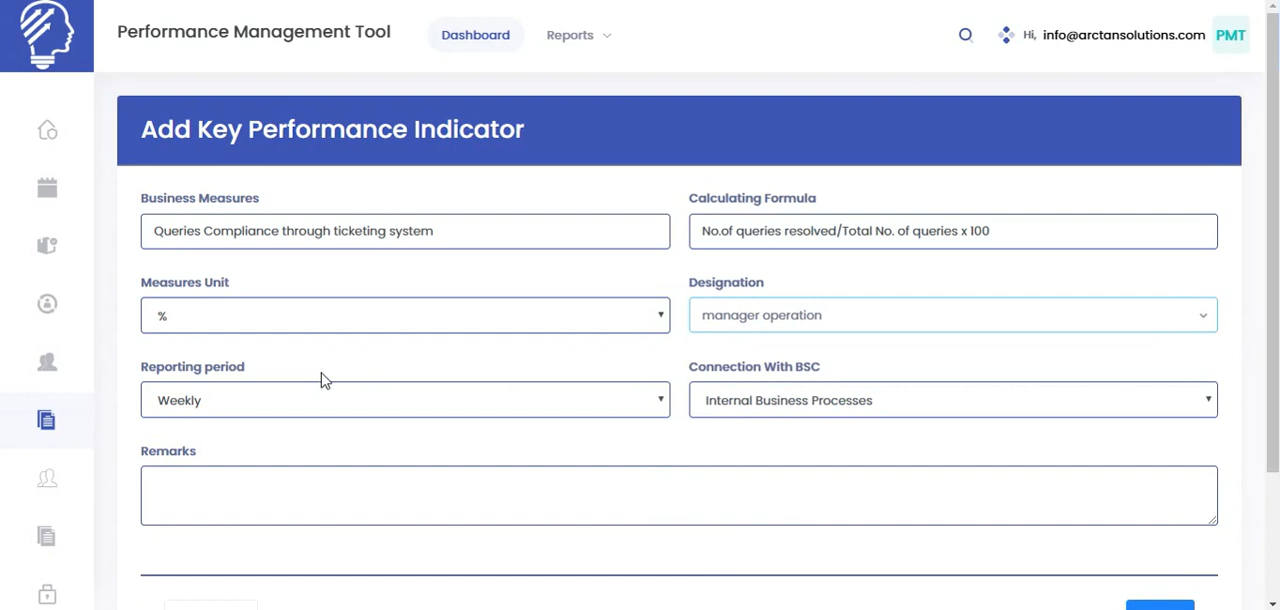 Performance Management Tool
Dashboard
Reports
Hi, info@arctansolutions.com
PMT
Add Key Performance Indicator
Business Measures
Calculating Formula
Queries Compliance through ticketing system
No.of queries resolved/Total No. of queries x 100
Measures Unit
Designation
%
manager operation
Reporting period
Connection With BSC
Weekly
Internal Business Processes
Remarks